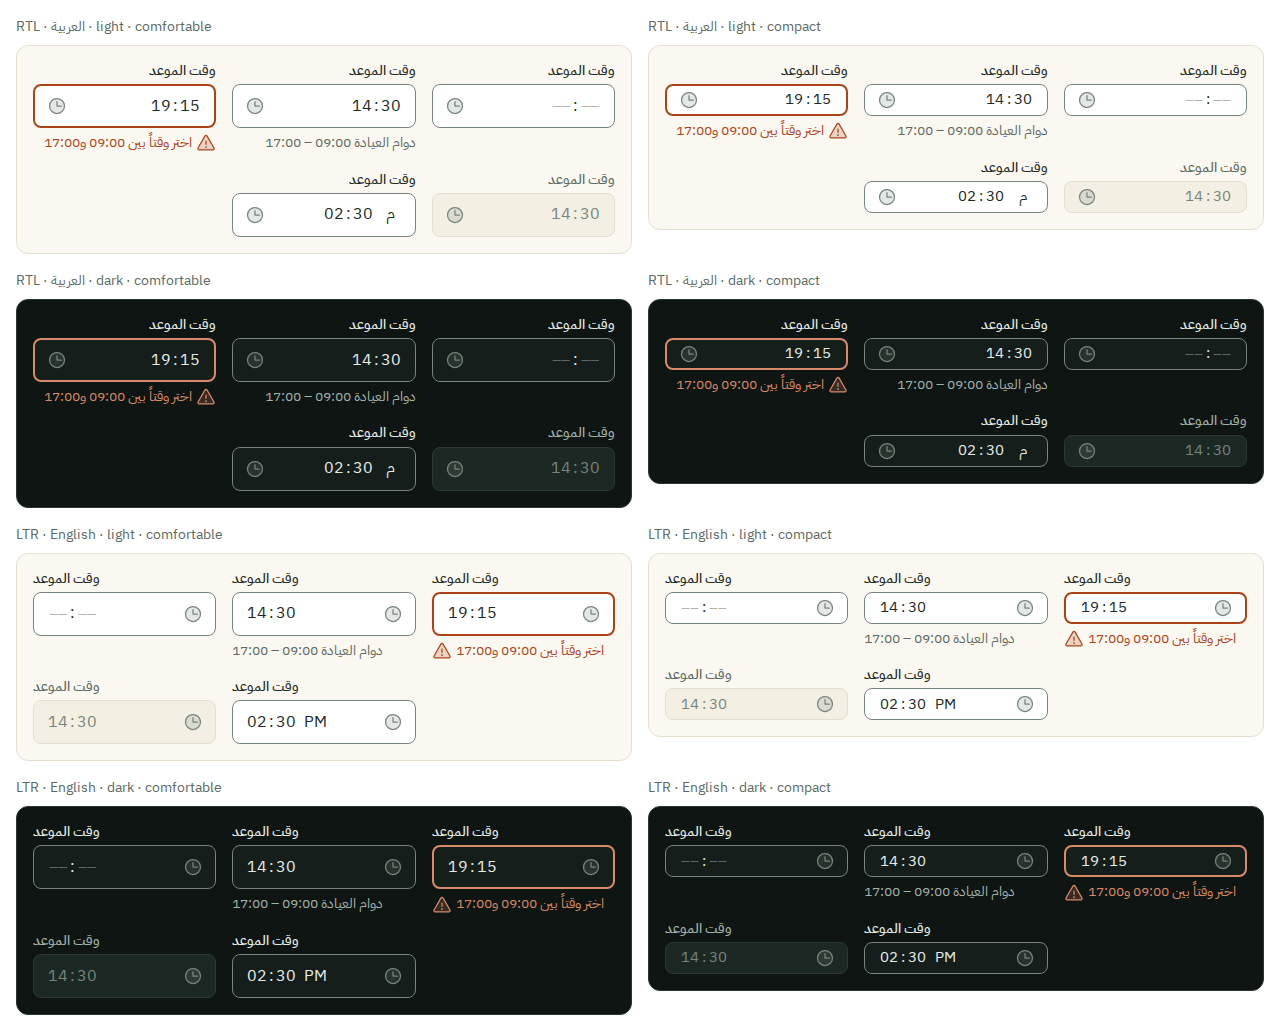 RTL · العربية · light · comfortable
وقت الموعد
وقت الموعد
وقت الموعد
––:––
14:30
19:15
دوام العيادة 09:00 – 17:00
اختر وقتاً بين 09:00 و17:00
وقت الموعد
وقت الموعد
14:30
02:30 م
RTL · العربية · light · compact
وقت الموعد
وقت الموعد
وقت الموعد
––:––
14:30
19:15
دوام العيادة 09:00 – 17:00
اختر وقتاً بين 09:00 و17:00
وقت الموعد
وقت الموعد
14:30
02:30 م
RTL · العربية · dark · comfortable
وقت الموعد
وقت الموعد
وقت الموعد
––:––
14:30
19:15
دوام العيادة 09:00 – 17:00
اختر وقتاً بين 09:00 و17:00
وقت الموعد
وقت الموعد
14:30
02:30 م
RTL · العربية · dark · compact
وقت الموعد
وقت الموعد
وقت الموعد
––:––
14:30
19:15
دوام العيادة 09:00 – 17:00
اختر وقتاً بين 09:00 و17:00
وقت الموعد
وقت الموعد
14:30
02:30 م
LTR · English · light · comfortable
وقت الموعد
وقت الموعد
وقت الموعد
––:––
14:30
19:15
دوام العيادة 09:00 – 17:00
اختر وقتاً بين 09:00 و17:00
وقت الموعد
وقت الموعد
14:30
02:30 PM
LTR · English · light · compact
وقت الموعد
وقت الموعد
وقت الموعد
––:––
14:30
19:15
دوام العيادة 09:00 – 17:00
اختر وقتاً بين 09:00 و17:00
وقت الموعد
وقت الموعد
14:30
02:30 PM
LTR · English · dark · comfortable
وقت الموعد
وقت الموعد
وقت الموعد
––:––
14:30
19:15
دوام العيادة 09:00 – 17:00
اختر وقتاً بين 09:00 و17:00
وقت الموعد
وقت الموعد
14:30
02:30 PM
LTR · English · dark · compact
وقت الموعد
وقت الموعد
وقت الموعد
––:––
14:30
19:15
دوام العيادة 09:00 – 17:00
اختر وقتاً بين 09:00 و17:00
وقت الموعد
وقت الموعد
14:30
02:30 PM